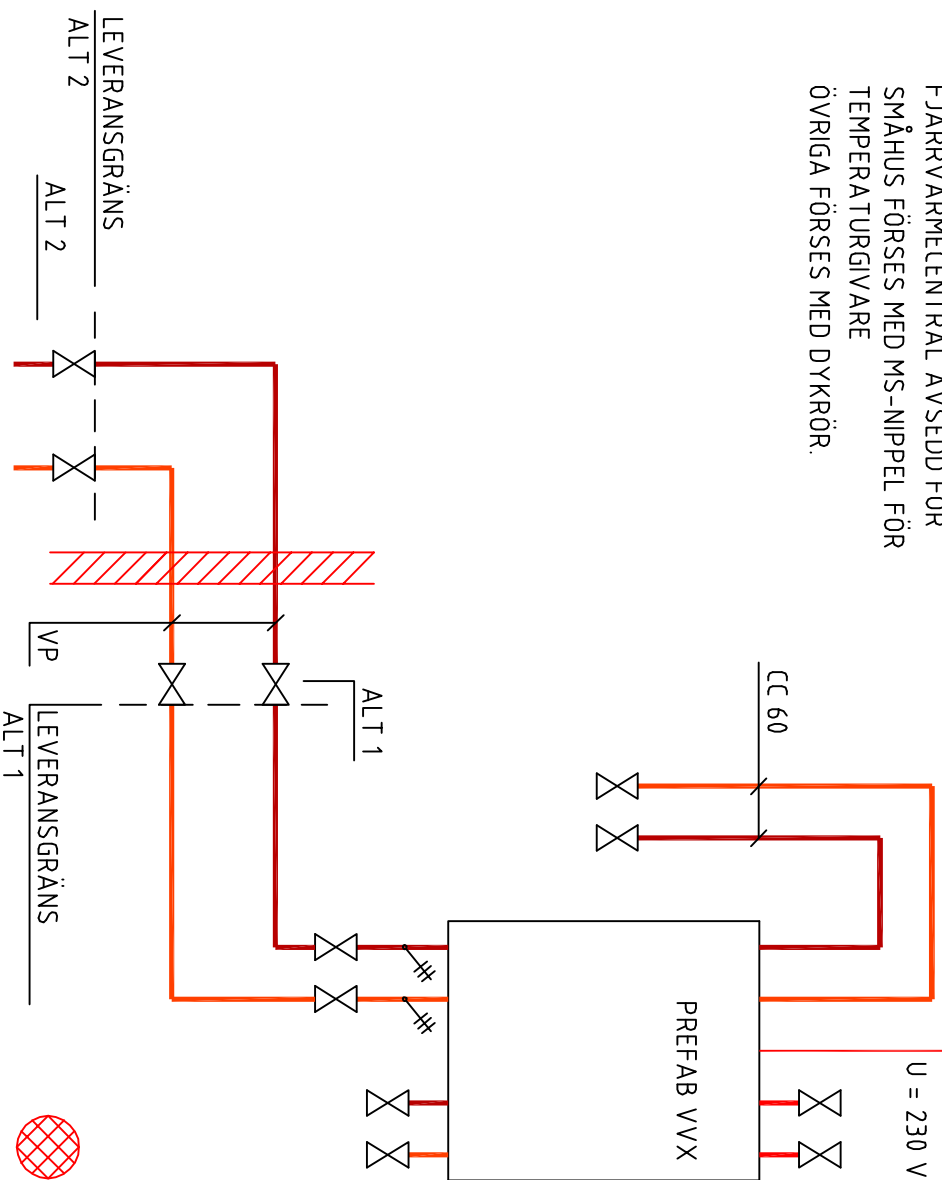 FJÄRRVÄRMECENTRAL AVSEDD FÖR
SMÅHUS FÖRSES MED MS-NIPPEL FÖR
TEMPERATURGIVARE
ÖVRIGA FÖRSES MED DYKRÖR.
U = 230 V
CC 60
PREFAB VVX
ALT 1
LEVERANSGRÄNS
ALT 2
ALT 2
VP
LEVERANSGRÄNS
ALT 1